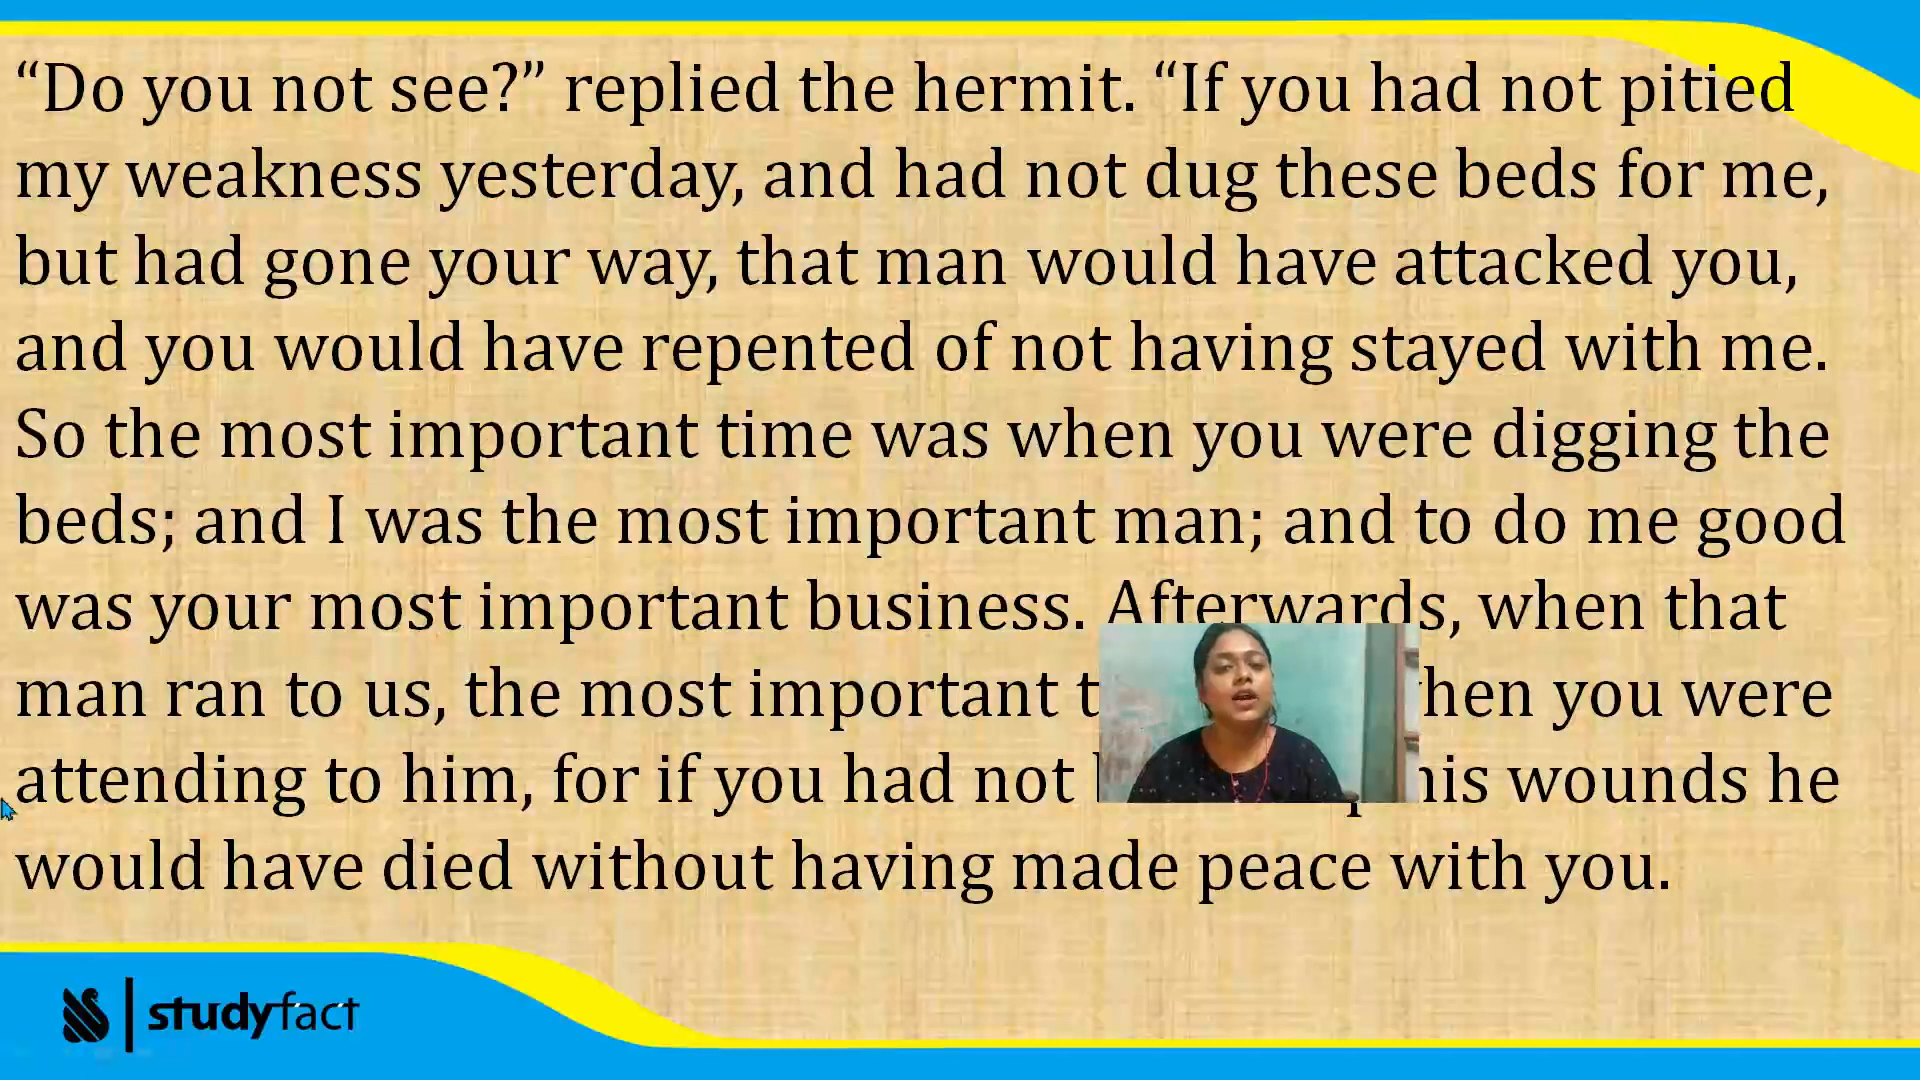 “Do you not see?” replied the hermit. “If you had not pitied
my weakness yesterday, and had not dug these beds for me,
but had gone your way, that man would have attacked you,
and you would have repented of not having stayed with me.
So the most important time was when you were digging the
beds; and I was the most important man; and to do me good
was your most important business. Afterwards, when that
man ran to us, the most important you were
attending to him, for if you had not his wounds he
would have died without having made peace with you.
studyfact